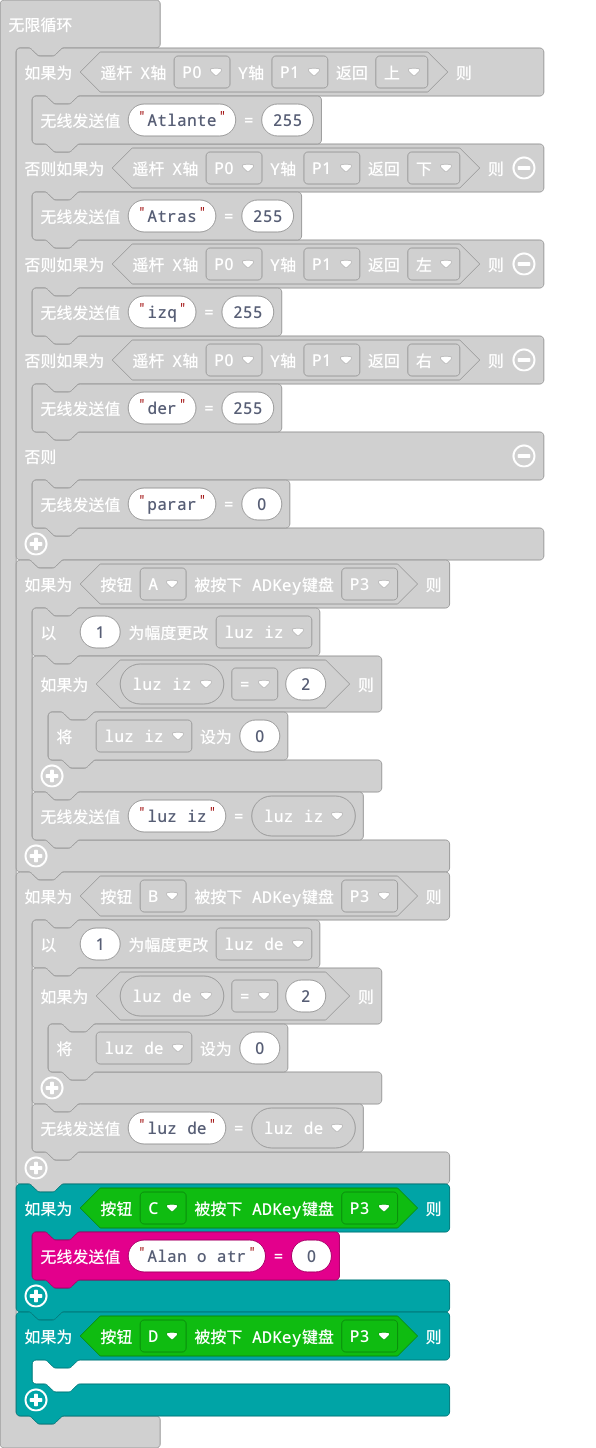 无限循环
如果为 遥杆 X轴 P0 Y轴 P1 返回 上 则
无线发送值 "Atlante" = 255
否则如果为 遥杆 X轴 P0 Y轴 P1 返回 下 则
无线发送值 "Atras" = 255
否则如果为 遥杆 X轴 P0 Y轴 P1 返回 左 则
无线发送值 "izq" = 255
否则如果为 遥杆 X轴 P0 Y轴 P1 返回 右 则
无线发送值 "der" = 255
否则
无线发送值 "parar" = 0
如果为 按钮 A 被按下 ADKey键盘 P3 则
以 1 为幅度更改 luz iz
如果为 luz iz = 2 则
将 luz iz 设为 0
无线发送值 "luz iz" = luz iz
如果为 按钮 B 被按下 ADKey键盘 P3 则
以 1 为幅度更改 luz de
如果为 luz de = 2 则
将 luz de 设为 0
无线发送值 "luz de" = luz de
如果为 按钮 C 被按下 ADKey键盘 P3 则
无线发送值 "Alan o atr" = 0
如果为 按钮 D 被按下 ADKey键盘 P3 则